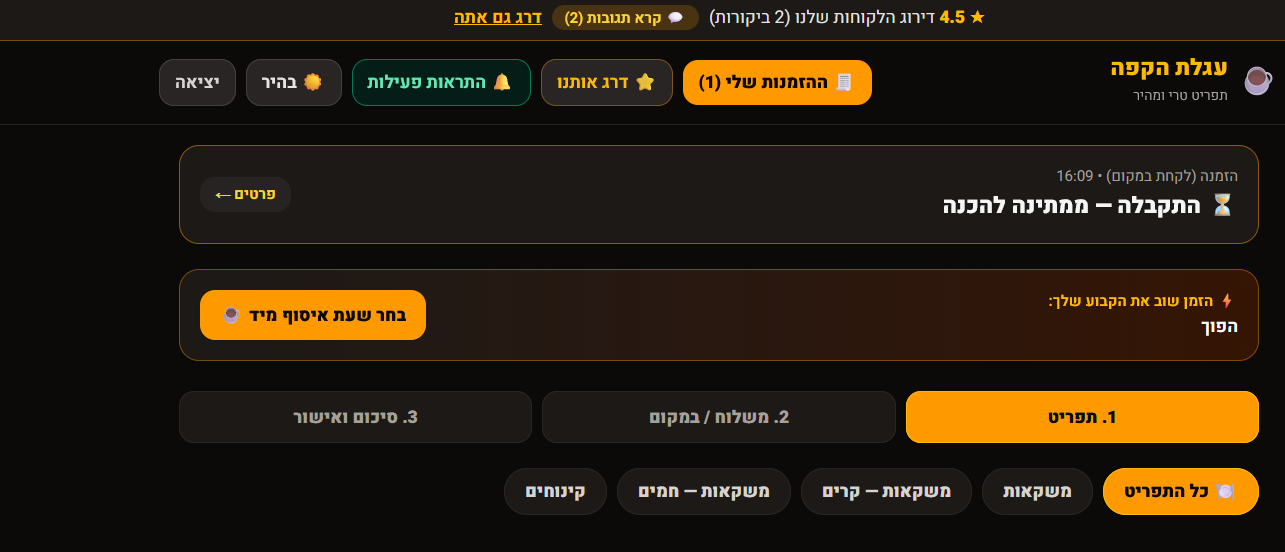 ⭐ 4.5 דירוג הלקוחות שלנו (2 ביקורות) 💬 קרא תגובות (2) דרג גם אתה
עגלת הקפה
תפריט טרי ומהיר
🧾 ההזמנות שלי (1)
⭐ דרג אותנו
🔔 התראות פעילות
☀️ בהיר
יציאה
הזמנה (לקחת במקום) • 16:09
⏳ התקבלה — ממתינה להכנה
פרטים ←
⚡ הזמן שוב את הקבוע שלך:
הפוך
בחר שעת איסוף מיד ☕
1. תפריט
2. משלוח / במקום
3. סיכום ואישור
🍽️ כל התפריט
משקאות
משקאות — קרים
משקאות — חמים
קינוחים